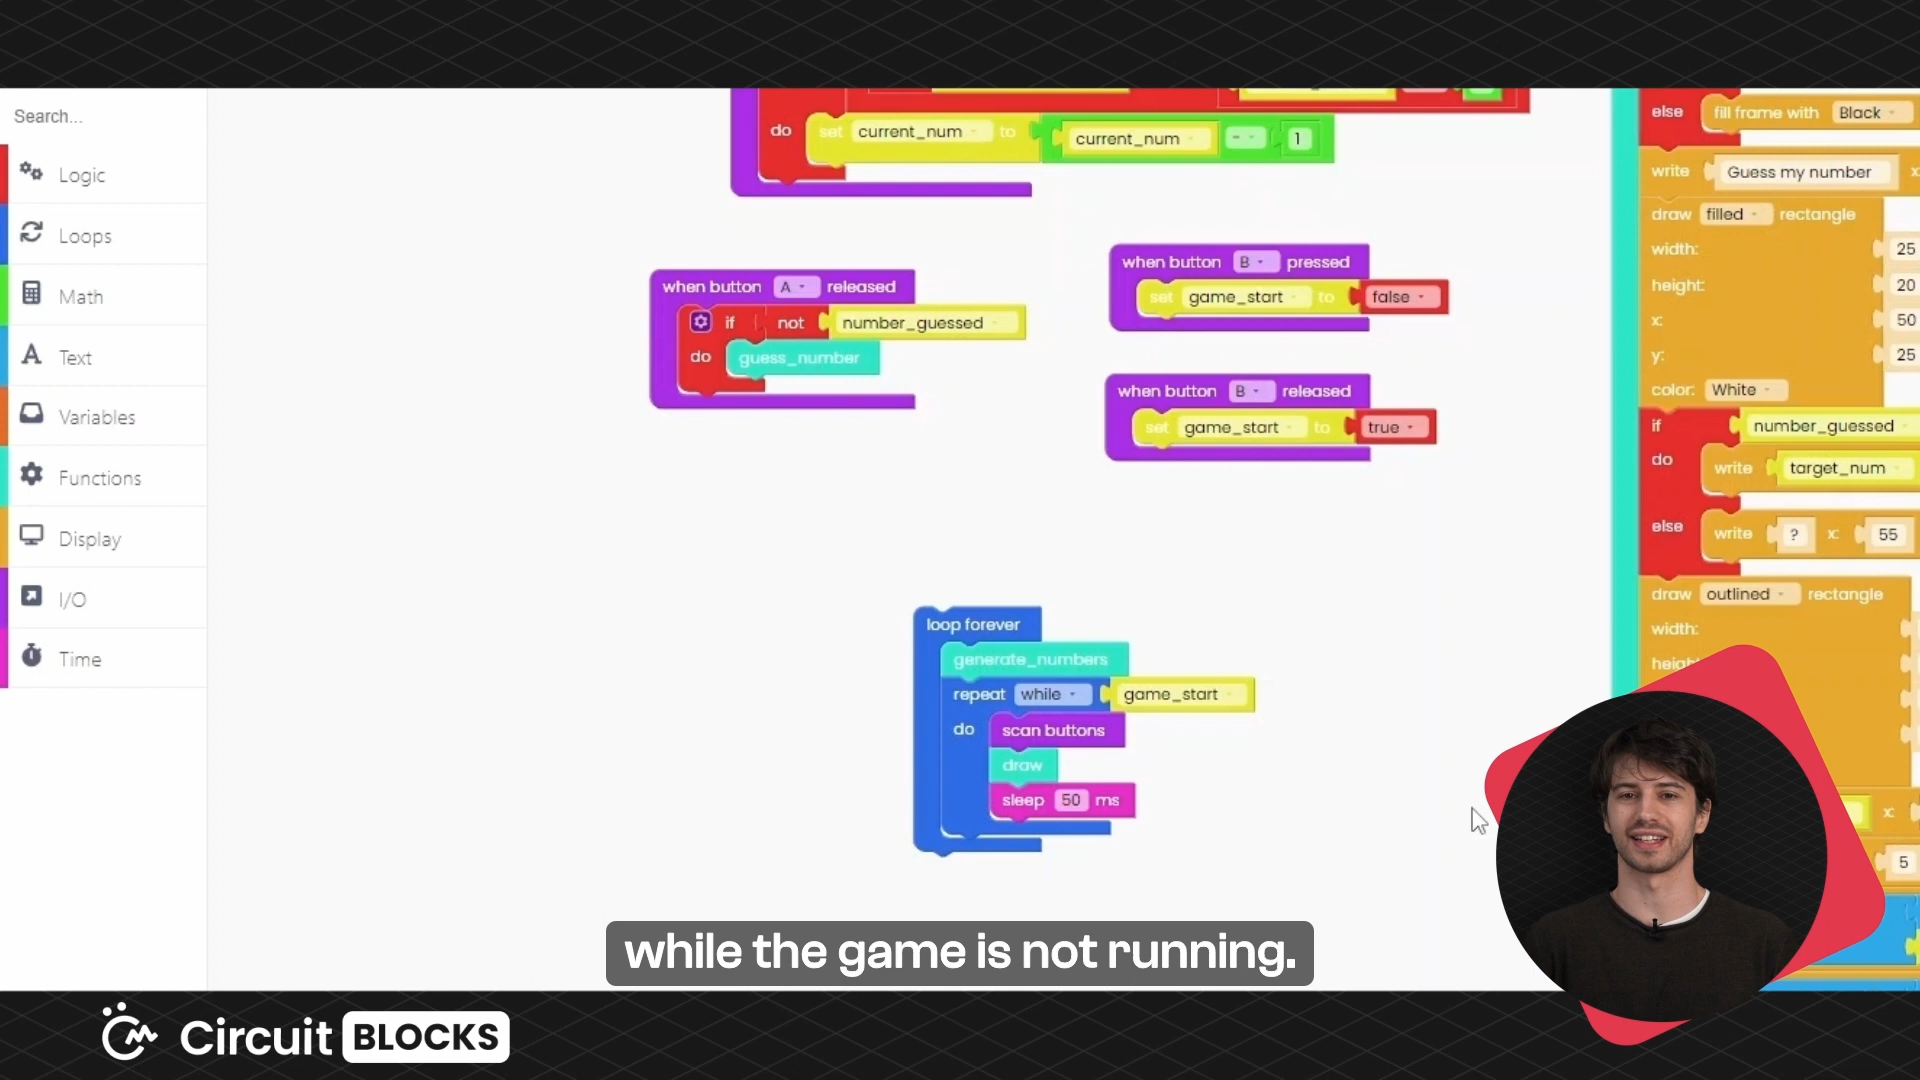 Search...
Logic
Loops
Math
Text
Variables
Functions
Display
I/O
Time
do set current_num to current_num - 1
when button A released
if not number_guessed
do guess_number
when button B pressed
set game_start to false
when button B released
set game_start to true
loop forever
generate_numbers
repeat while game_start
do scan buttons
draw
sleep 50 ms
else fill frame with Black
write Guess my number x
draw filled rectangle
width: 25
height: 20
x: 50
y: 25
color: White
if number_guessed
do write target_num
else write ? x: 55
draw outlined rectangle
width:
heigh
x:
5
while the game is not running.
Circuit BLOCKS